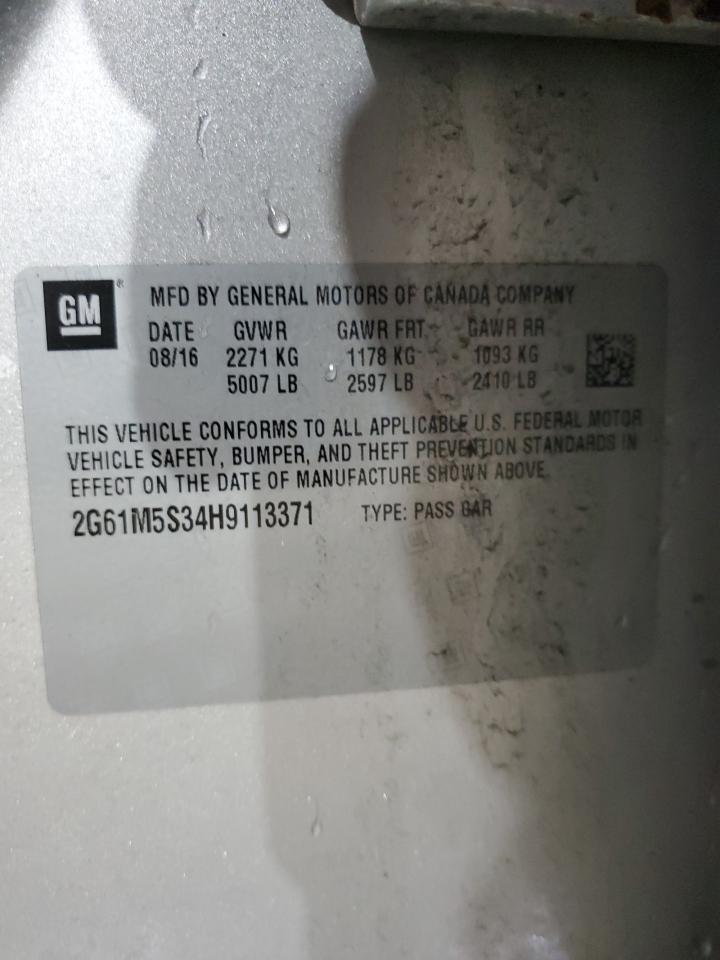 GM ® MFD BY GENERAL MOTORS OF CANADA COMPANY
DATE GVWR GAWR FRT. GAWR RR
08/16 2271 KG 1178 KG 1093 KG
5007 LB 2597 LB 2410 LB
THIS VEHICLE CONFORMS TO ALL APPLICABLE U.S. FEDERAL MOTOR
VEHICLE SAFETY, BUMPER, AND THEFT PREVENTION STANDARDS IN
EFFECT ON THE DATE OF MANUFACTURE SHOWN ABOVE.
2G61M5S34H9113371 TYPE: PASS CAR